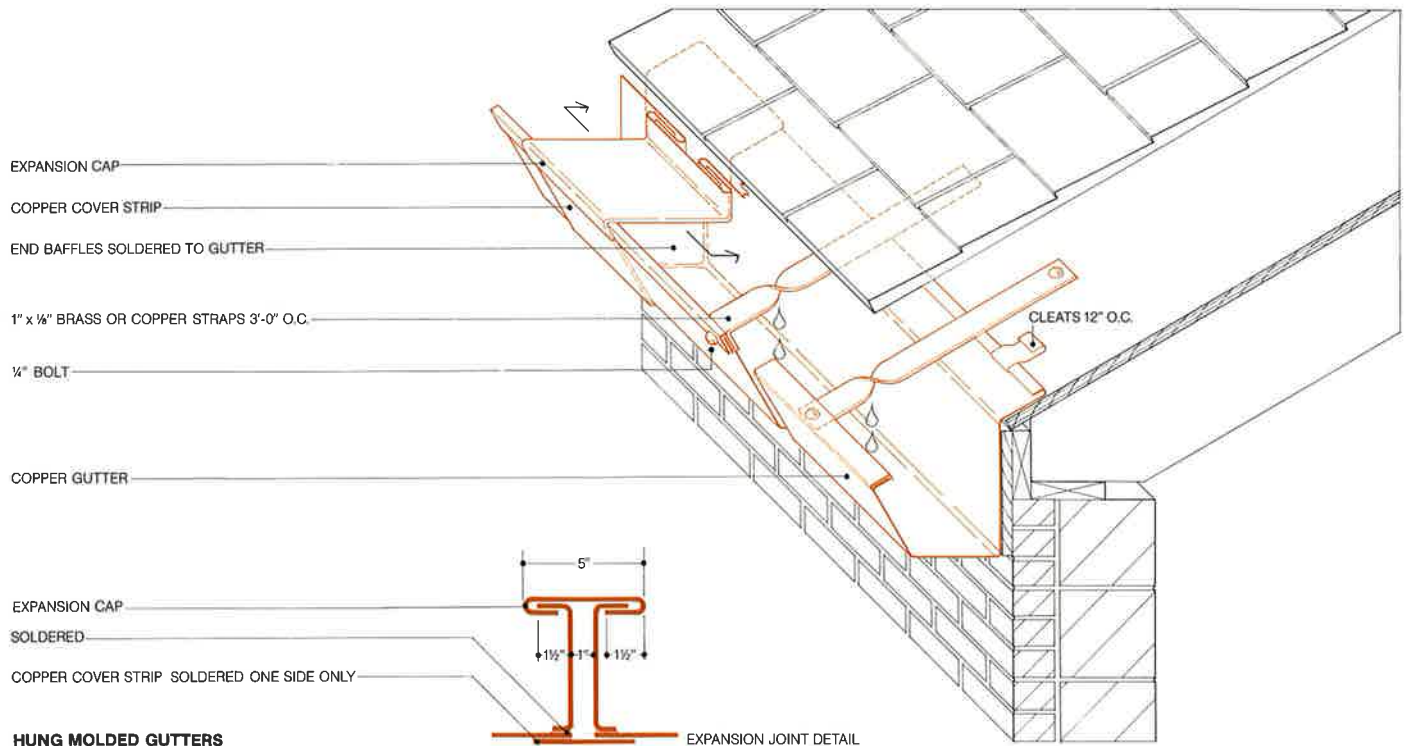 EXPANSION CAP
COPPER COVER STRIP
END BAFFLES SOLDERED TO GUTTER
1" x ⅛" BRASS OR COPPER STRAPS 3'-0" O.C.
¼" BOLT
CLEATS 12" O.C.
COPPER GUTTER
5"
EXPANSION CAP
SOLDERED
1½" 1" 1½"
COPPER COVER STRIP SOLDERED ONE SIDE ONLY
HUNG MOLDED GUTTERS
EXPANSION JOINT DETAIL